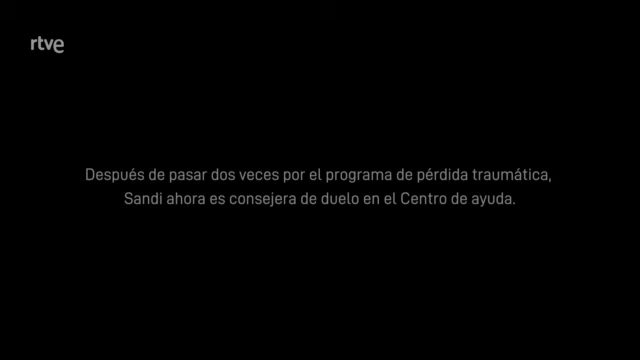 rtve
Después de pasar dos veces por el programa de pérdida traumática,
Sandi ahora es consejera de duelo en el Centro de ayuda.